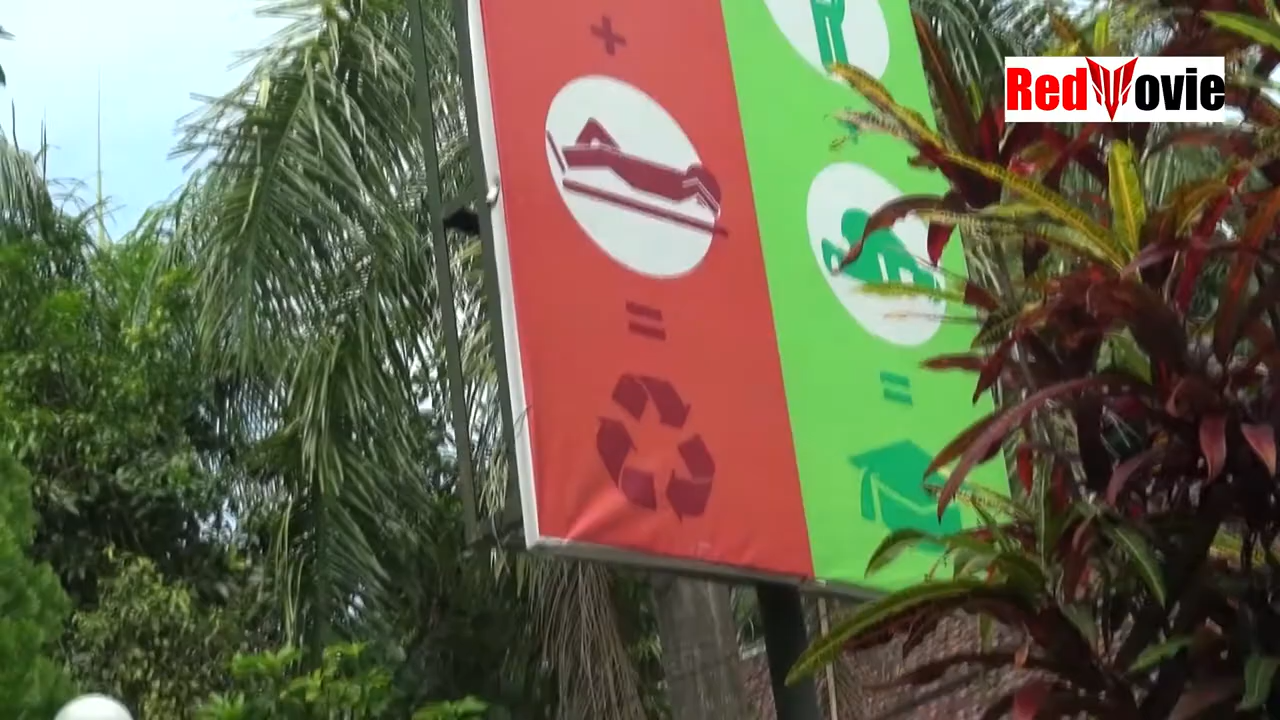 RedMovie
+
=
=